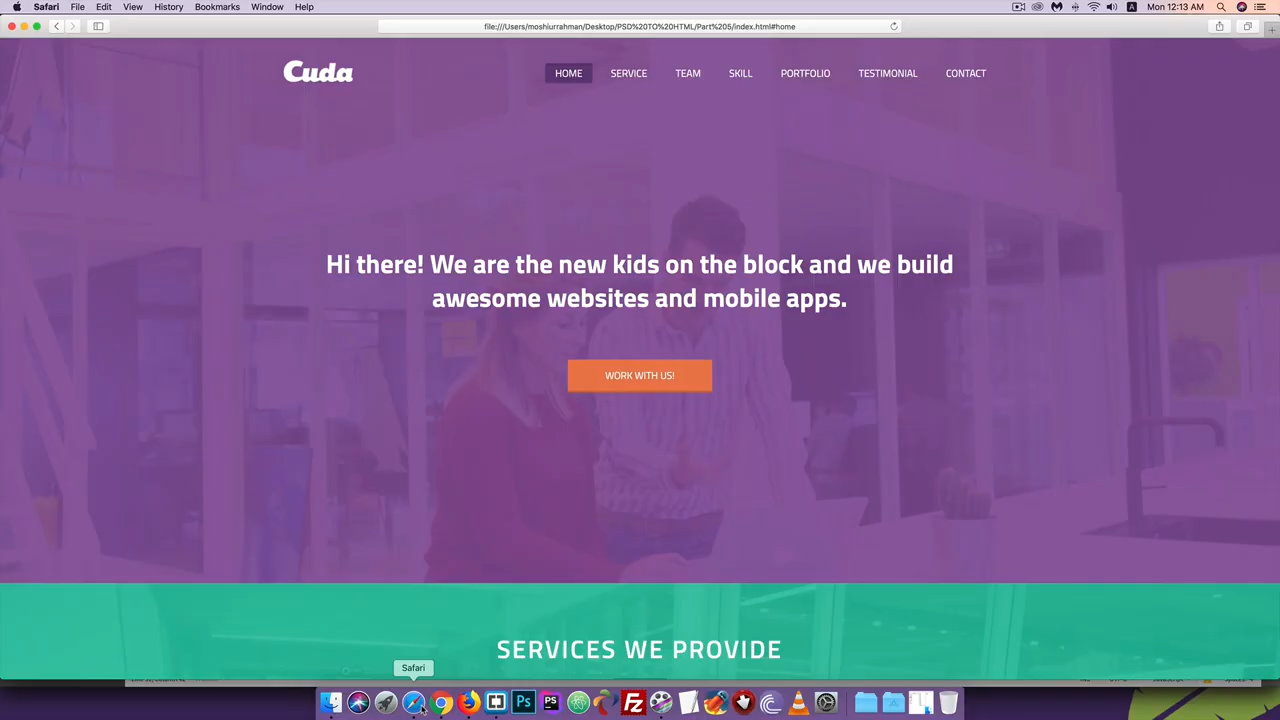 Safari File Edit View History Bookmarks Window Help
A Mon 12:13 AM
file:///Users/moshiurrahman/Desktop/PSD%20TO%20HTML/Part%205/index.html#home
Cuda
HOME SERVICE TEAM SKILL PORTFOLIO TESTIMONIAL CONTACT
Hi there! We are the new kids on the block and we build
awesome websites and mobile apps.
WORK WITH US!
SERVICES WE PROVIDE
Safari
Ps PS Fz